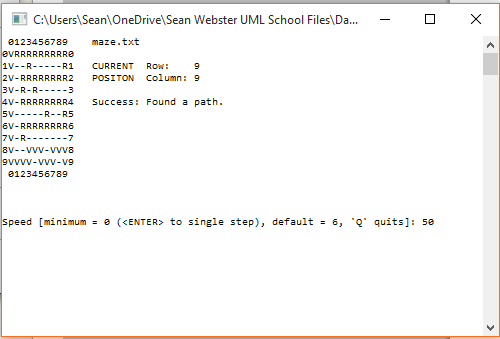 C:\Users\Sean\OneDrive\Sean Webster UML School Files\Da...
 0123456789    maze.txt
0VRRRRRRRRR0
1V--R-----R1   CURRENT  Row:    9
2V-RRRRRRRR2   POSITON  Column: 9
3V-R-R-----3
4V-RRRRRRRR4   Success: Found a path.
5V-----R--R5
6V-RRRRRRRR6
7V-R-------7
8V--VVV-VVV8
9VVVV-VVV-V9
 0123456789
Speed [minimum = 0 (<ENTER> to single step), default = 6, 'Q' quits]: 50